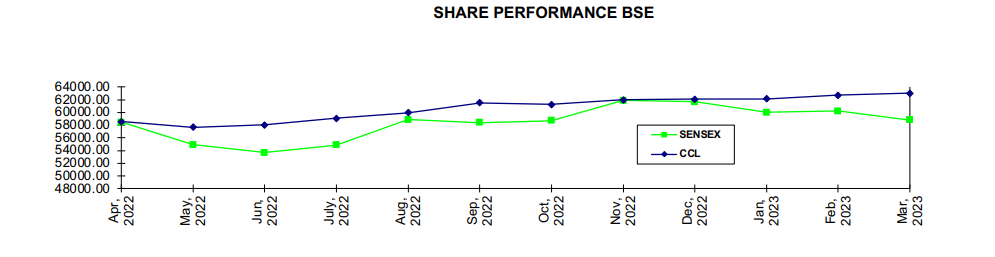 SHARE PERFORMANCE BSE
64000.00
62000.00
60000.00
58000.00
56000.00
54000.00
52000.00
50000.00
48000.00
SENSEX
CCL
Apr,
2022
May,
2022
Jun,
2022
July,
2022
Aug,
2022
Sep,
2022
Oct,
2022
Nov,
2022
Dec,
2022
Jan,
2023
Feb,
2023
Mar,
2023